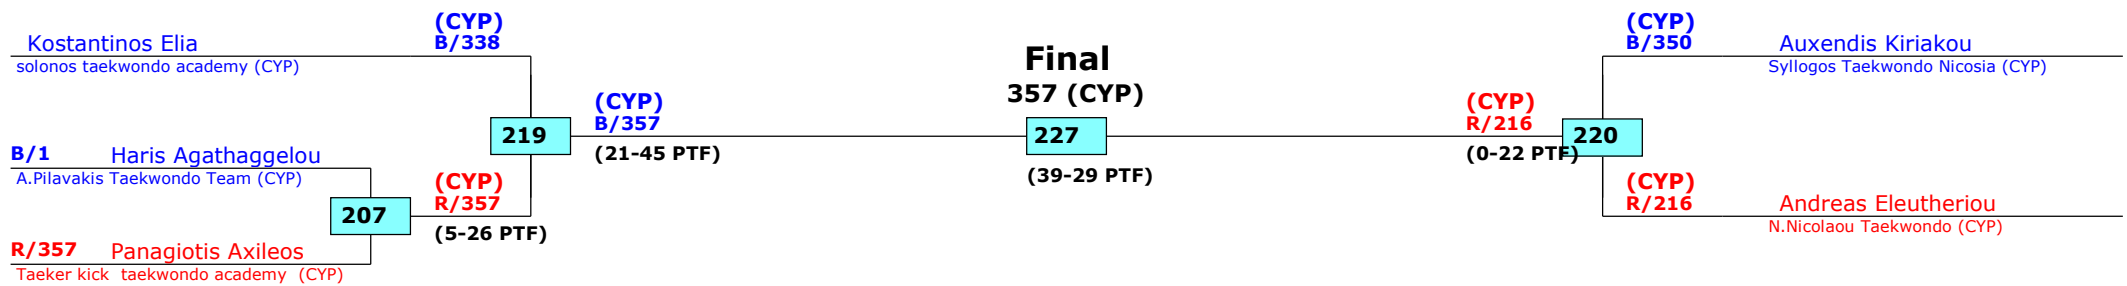 (CYP)
B/338
Kostantinos Elia
solonos taekwondo academy (CYP)
(CYP)
B/350
Auxendis Kiriakou
Syllogos Taekwondo Nicosia (CYP)
Final
357 (CYP)
(CYP)
B/357
219
(21-45 PTF)
227
(39-29 PTF)
(CYP)
R/216
220
(0-22 PTF)
B/1
Haris Agathaggelou
A.Pilavakis Taekwondo Team (CYP)
(CYP)
R/357
207
(5-26 PTF)
(CYP)
R/216
Andreas Eleutheriou
N.Nicolaou Taekwondo (CYP)
R/357
Panagiotis Axileos
Taeker kick  taekwondo academy  (CYP)